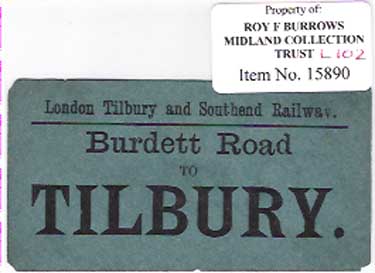 Property of:
ROY F BURROWS
MIDLAND COLLECTION
TRUST L102
Item No. 15890
London Tilbury and Southend Railway.
Burdett Road
TO
TILBURY.